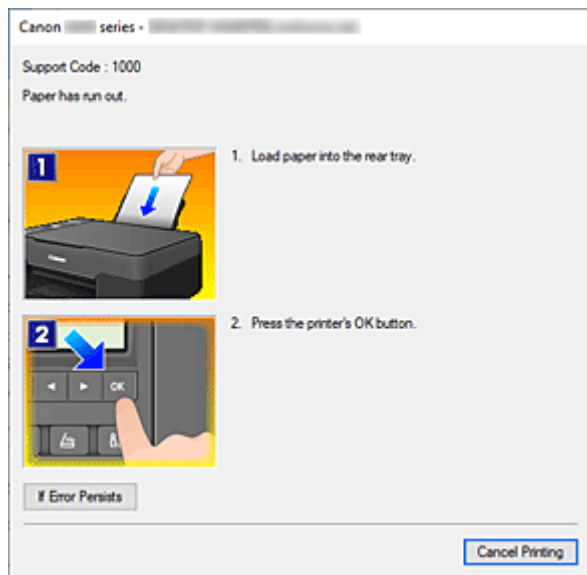 Canon series -
Support Code : 1000
Paper has run out.
1
Canon
1. Load paper into the rear tray.
2
OK
2. Press the printer's OK button.
If Error Persists
Cancel Printing